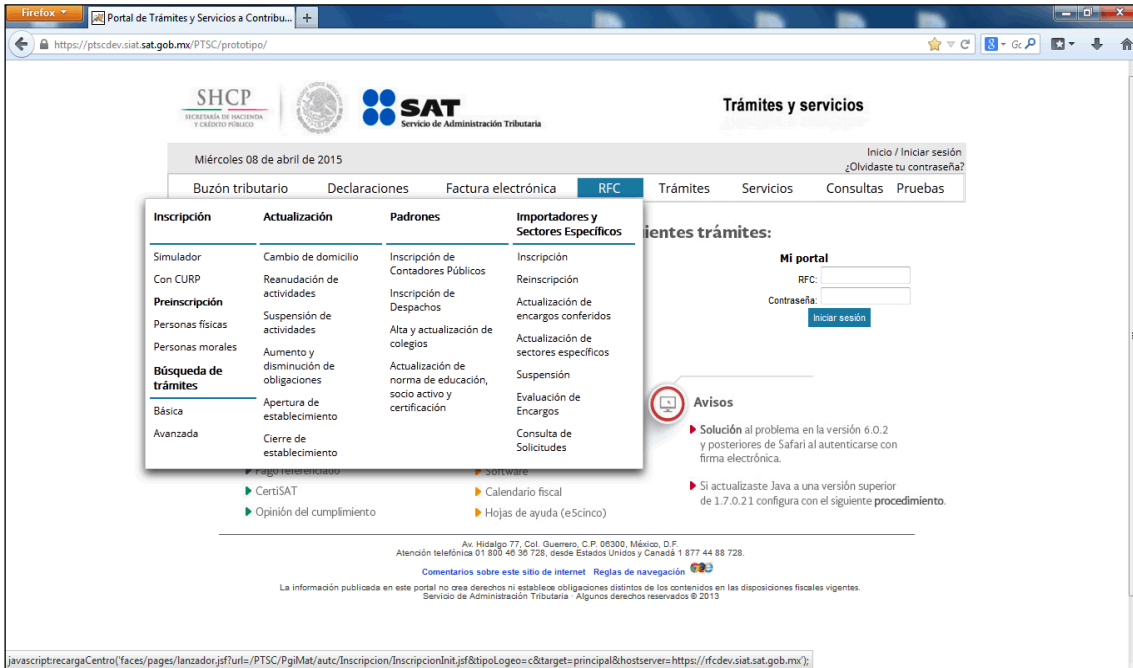 Firefox
Portal de Trámites y Servicios a Contribu...
https://ptscdev.siat.sat.gob.mx/PTSC/prototipo/
SHCP
SECRETARÍA DE HACIENDA
Y CRÉDITO PÚBLICO
SAT
Servicio de Administración Tributaria
Trámites y servicios
Miércoles 08 de abril de 2015
Inicio / Iniciar sesión
¿Olvidaste tu contraseña?
Buzón tributario Declaraciones Factura electrónica RFC Trámites Servicios Consultas Pruebas
Inscripción
Simulador
Con CURP
Preinscripción
Personas físicas
Personas morales
Búsqueda de
trámites
Básica
Avanzada
Actualización
Cambio de domicilio
Reanudación de
actividades
Suspensión de
actividades
Aumento y
disminución de
obligaciones
Apertura de
establecimiento
Cierre de
establecimiento
Padrones
Inscripción de
Contadores Públicos
Inscripción de
Despachos
Alta y actualización de
colegios
Actualización de
norma de educación,
socio activo y
certificación
Importadores y
Sectores Específicos
Inscripción
Reinscripción
Actualización de
encargos conferidos
Actualización de
sectores específicos
Suspensión
Evaluación de
Encargos
Consulta de
Solicitudes
ientes trámites:
Mi portal
RFC:
Contraseña:
Iniciar sesión
Avisos
Solución al problema en la versión 6.0.2
y posteriores de Safari al autenticarse con
firma electrónica.
Si actualizaste Java a una versión superior
de 1.7.0.21 configura con el siguiente procedimiento.
Pago referenciado
CertiSAT
Opinión del cumplimiento
Software
Calendario fiscal
Hojas de ayuda (e5cinco)
Av. Hidalgo 77, Col. Guerrero, C.P. 06300, México, D.F.
Atención telefónica 01 800 46 36 728, desde Estados Unidos y Canadá 1 877 44 88 728.
Comentarios sobre este sitio de internet Reglas de navegación
La información publicada en este portal no crea derechos ni establece obligaciones distintos de los contenidos en las disposiciones fiscales vigentes.
Servicio de Administración Tributaria · Algunos derechos reservados © 2013
javascript:recargaCentro('faces/pages/lanzador.jsf?url=/PTSC/PgiMat/autc/Inscripcion/InscripcionInit.jsf&tipoLogeo=c&target=principal&hostserver=https://rfcdev.siat.sat.gob.mx');